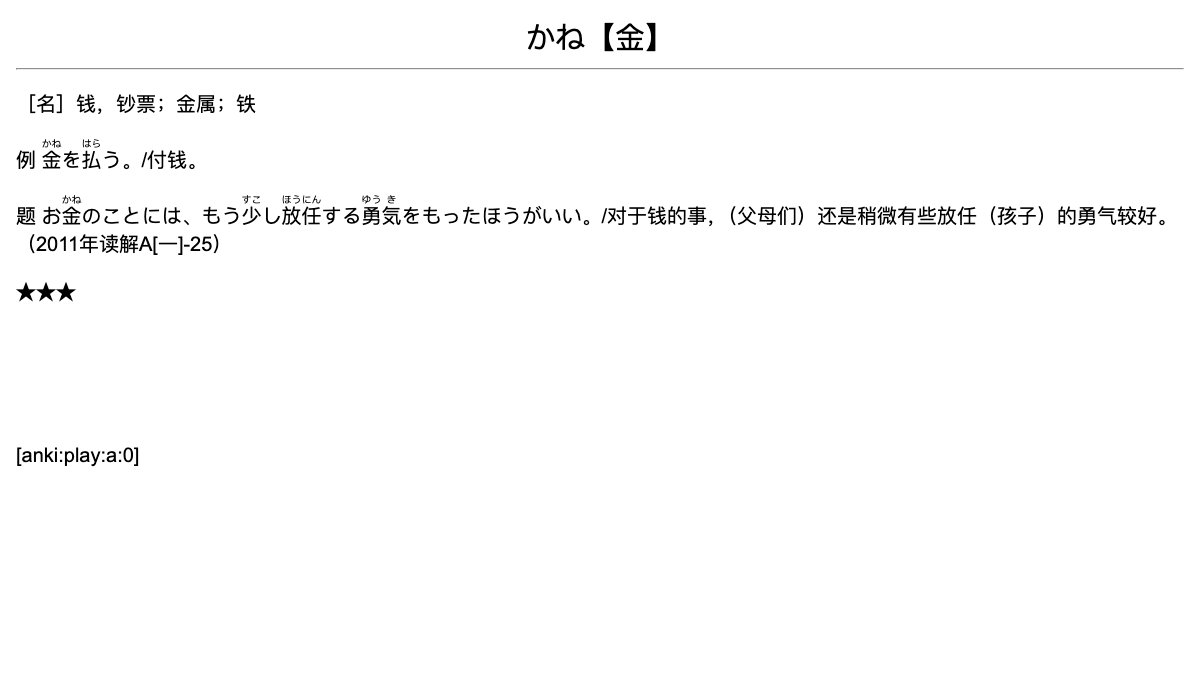 かね【金】
［名］钱，钞票；金属；铁
かね はら
例 金を払う。/付钱。
かね すこ ほうにん ゆう き
题 お金のことには、もう少し放任する勇気をもったほうがいい。/对于钱的事，（父母们）还是稍微有些放任（孩子）的勇气较好。
（2011年读解A[一]-25）
★★★
[anki:play:a:0]